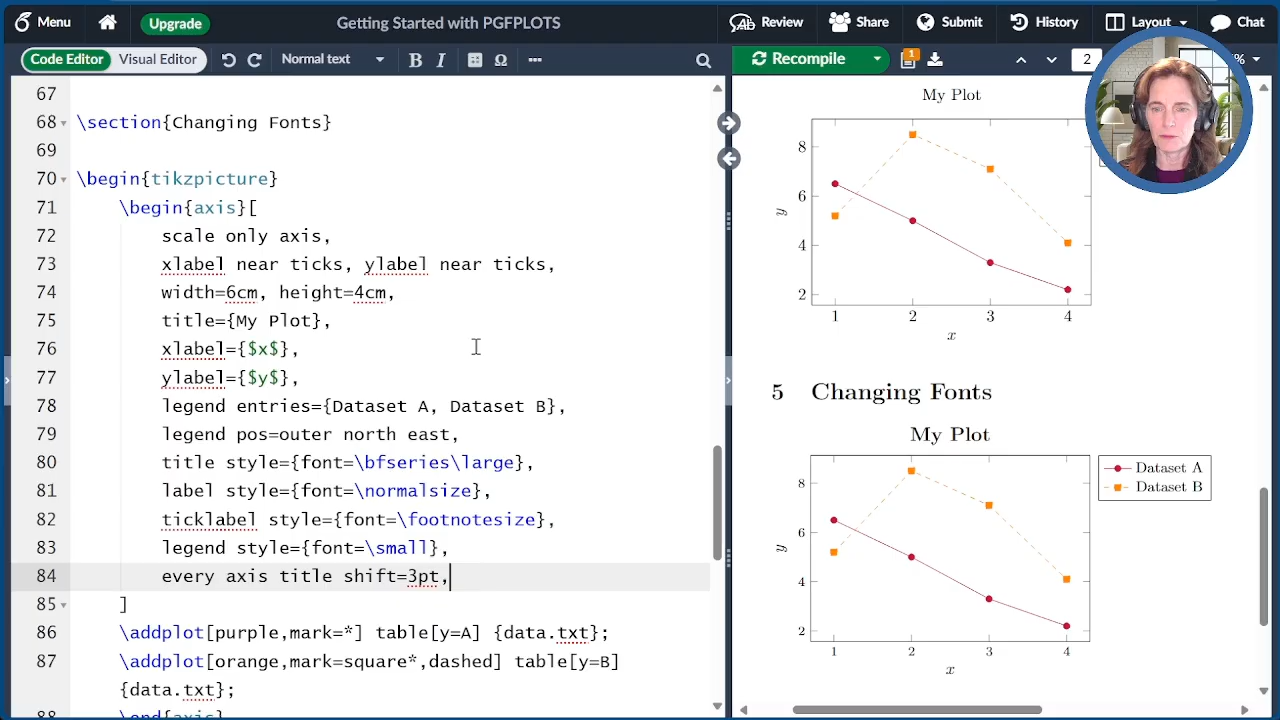 Menu
Upgrade
Getting Started with PGFPLOTS
Review
Share
Submit
History
Layout
Chat
Code Editor
Visual Editor
Normal text
B
I
Ω
Recompile
1
2
%
67
68 \section{Changing Fonts}
69
70 \begin{tikzpicture}
71 \begin{axis}[
72 scale only axis,
73 xlabel near ticks, ylabel near ticks,
74 width=6cm, height=4cm,
75 title={My Plot},
76 xlabel={$x$},
77 ylabel={$y$},
78 legend entries={Dataset A, Dataset B},
79 legend pos=outer north east,
80 title style={font=\bfseries\large},
81 label style={font=\normalsize},
82 ticklabel style={font=\footnotesize},
83 legend style={font=\small},
84 every axis title shift=3pt,
85 ]
86 \addplot[purple,mark=*] table[y=A] {data.txt};
87 \addplot[orange,mark=square*,dashed] table[y=B]
{data.txt};
88 \end{axis}
My Plot
8
6
y
4
2
1 2 3 4
x
5 Changing Fonts
My Plot
Dataset A
Dataset B
8
6
y
4
2
1 2 3 4
x